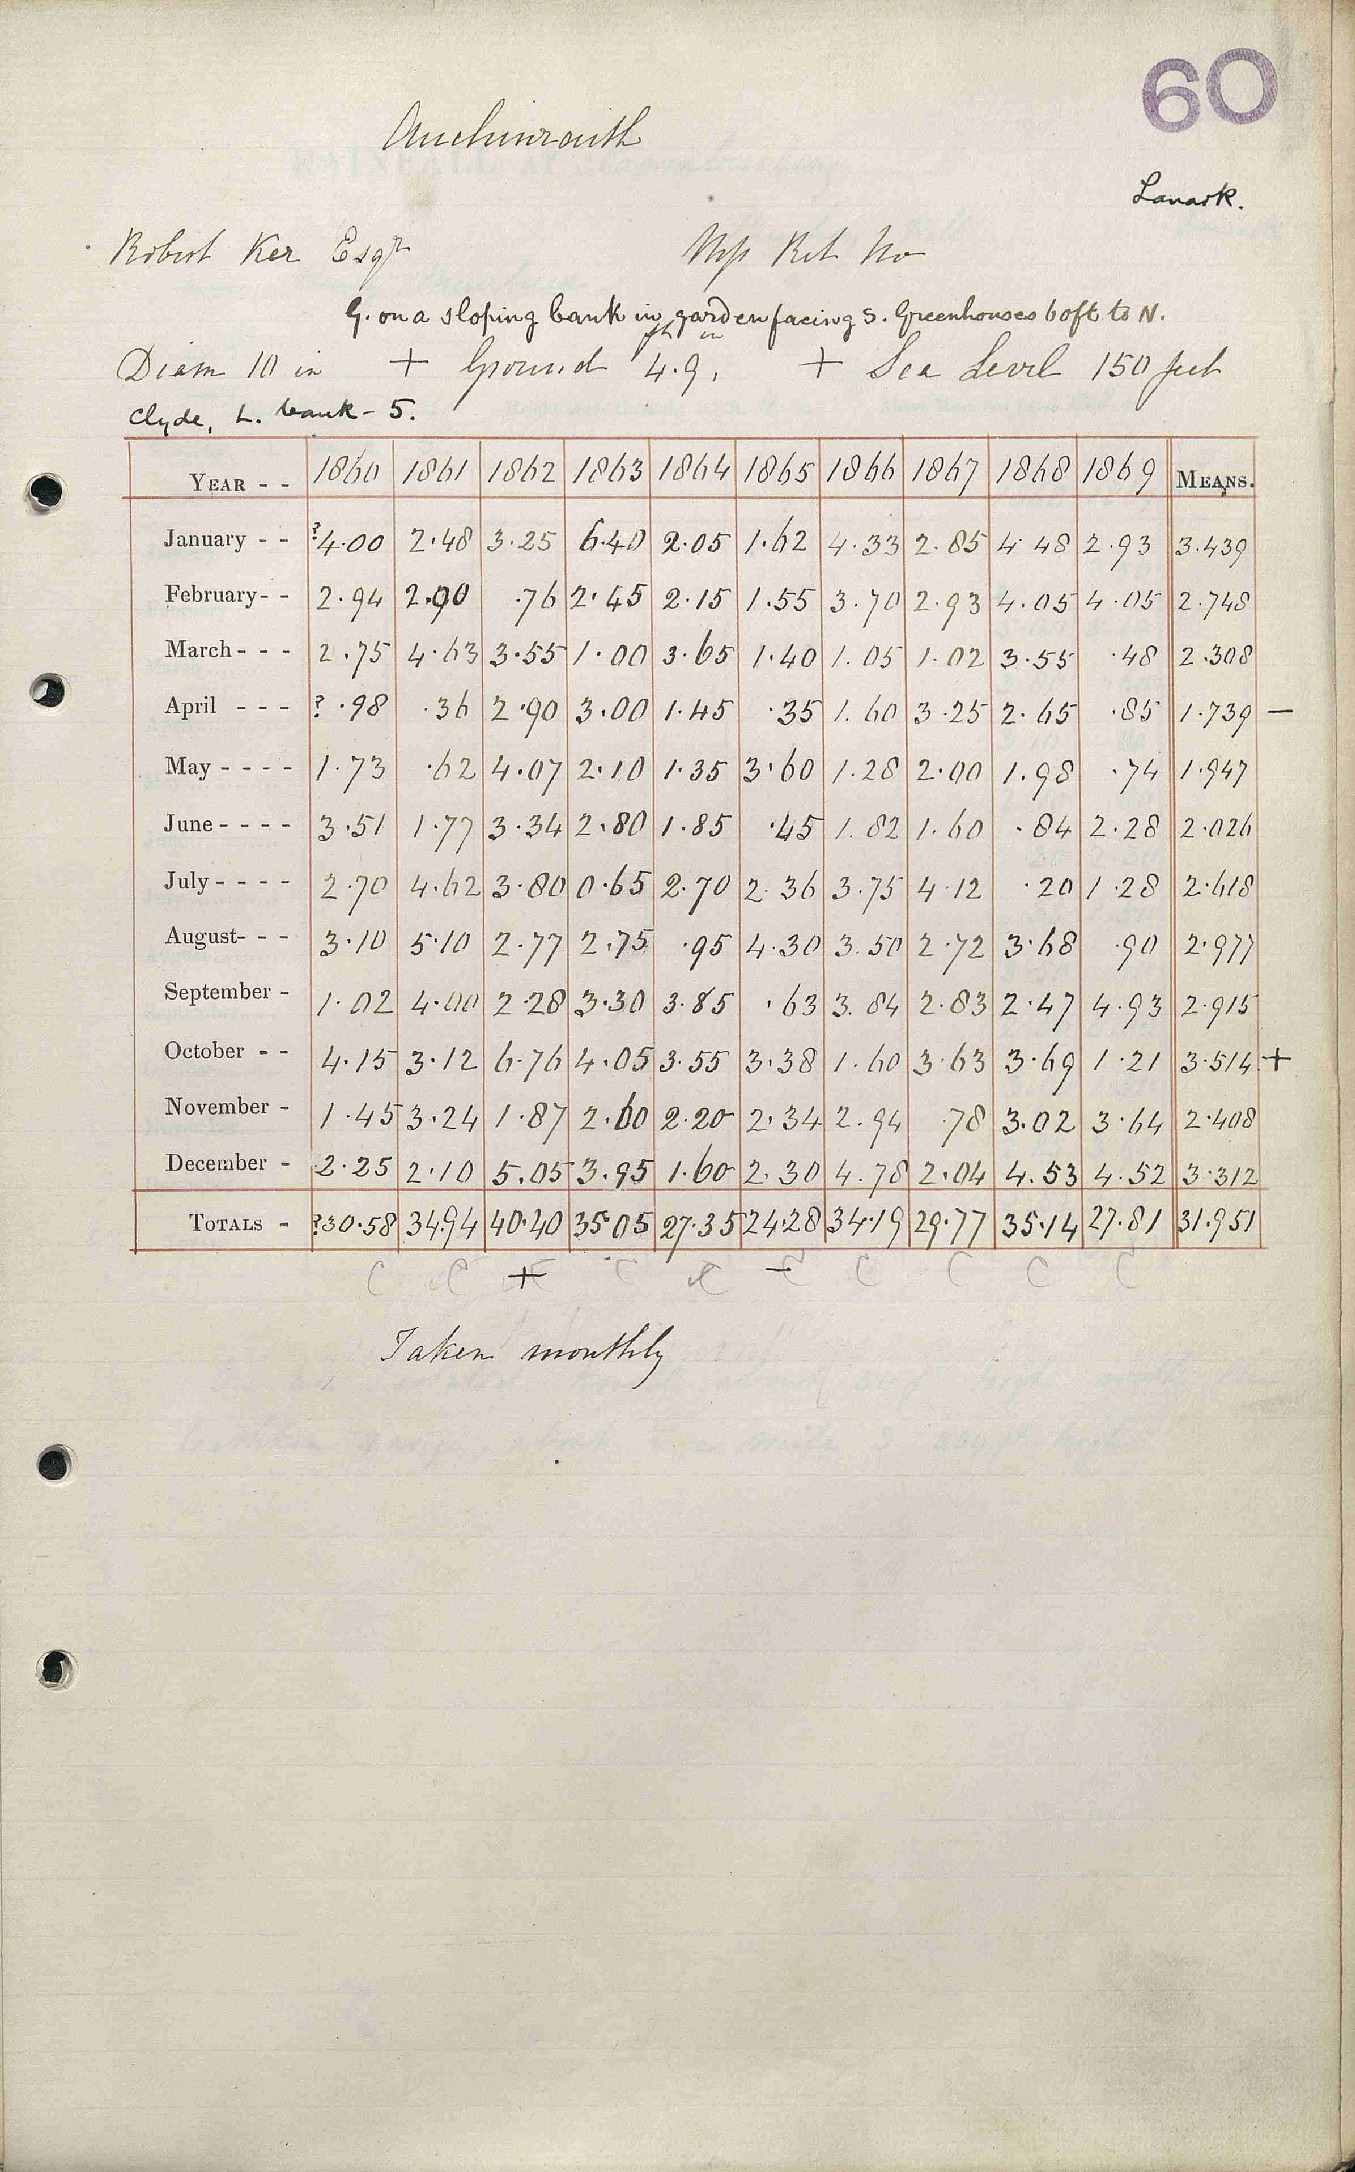 60
Auchinraith
Lanark.
Robert Ker Esqr Mss Ret No
G. on a sloping bank in garden facing S. Greenhouses 60ft to N.
Diam 10 in + Ground 4ft 9in + Sea Level 150 feet
Clyde, L. bank - 5.
YEAR - - 1860 1861 1862 1863 1864 1865 1866 1867 1868 1869 MEANS.
January - - ?4.00 2.48 3.25 6.40 2.05 1.62 4.33 2.85 4.48 2.93 3.439
February - - 2.94 2.90 .76 2.45 2.15 1.55 3.70 2.93 4.05 4.05 2.748
March - - - 2.75 4.63 3.55 1.00 3.65 1.40 1.05 1.02 3.55 .48 2.308
April - - - ? .98 .36 2.90 3.00 1.45 .35 1.60 3.25 2.65 .85 1.739 —
May - - - - 1.73 .62 4.07 2.10 1.35 3.60 1.28 2.00 1.98 .74 1.947
June - - - - 3.51 1.77 3.34 2.80 1.85 .45 1.82 1.60 .84 2.28 2.026
July - - - - 2.70 4.62 3.80 0.65 2.70 2.36 3.75 4.12 .20 1.28 2.618
August - - - 3.10 5.10 2.77 2.75 .95 4.30 3.50 2.72 3.68 .90 2.977
September - 1.02 4.00 2.28 3.30 3.85 .63 3.84 2.83 2.47 4.93 2.915
October - - 4.15 3.12 6.76 4.05 3.55 3.38 1.60 3.63 3.69 1.21 3.514 +
November - 1.45 3.24 1.87 2.60 2.20 2.34 2.94 .78 3.02 3.64 2.408
December - 2.25 2.10 5.05 3.95 1.60 2.30 4.78 2.04 4.53 4.52 3.312
TOTALS - ?30.58 34.94 40.40 35.05 27.35 24.28 34.19 29.77 35.14 27.81 31.951
C C + C C - C C C C C
Taken monthly